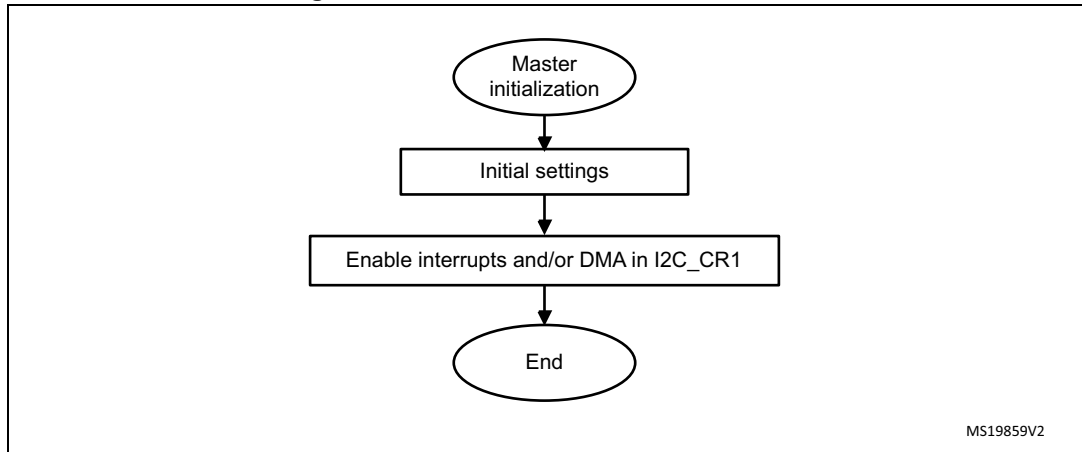 Master
initialization
Initial settings
Enable interrupts and/or DMA in I2C_CR1
End
MS19859V2